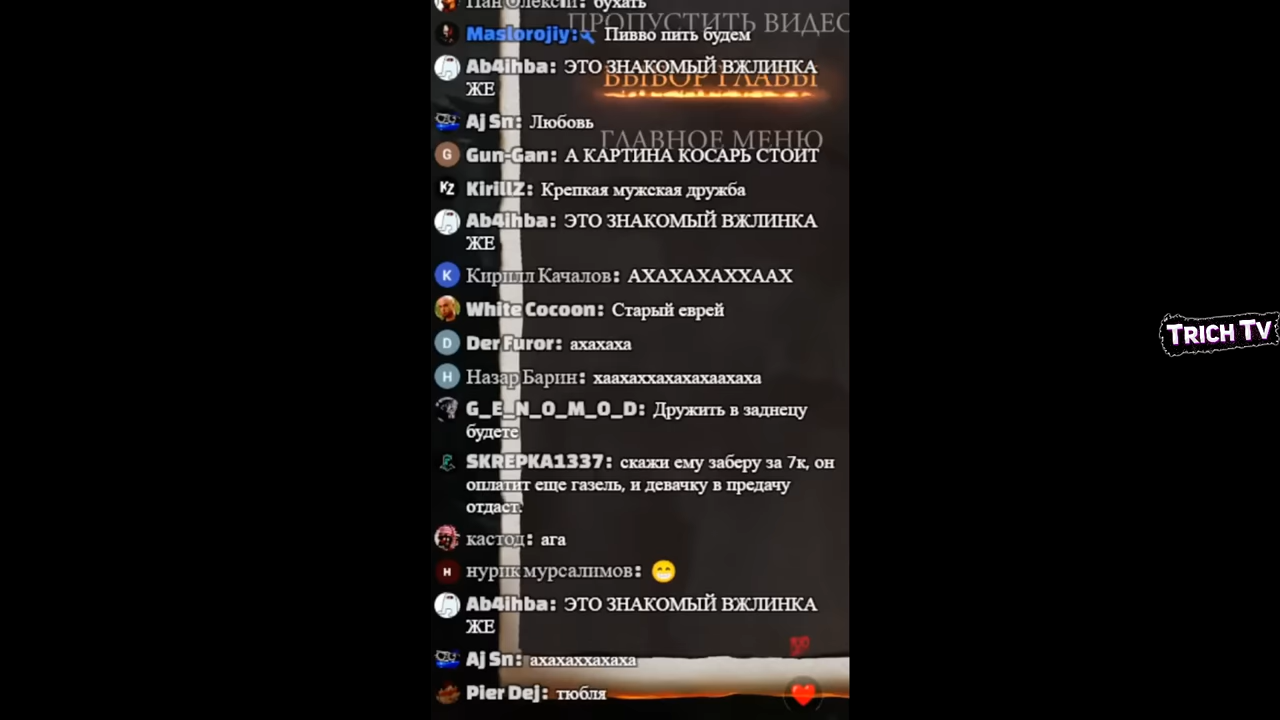 Пан Олексій: бухать
ПРОПУСТИТЬ ВИДЕО
Maslorojiy: Пивво пить будем
Ab4ihba: ЭТО ЗНАКОМЫЙ ВЖЛИНКА
ЖЕ
ВЫБОР ГЛАВЫ
Aj Sn: Любовь
ГЛАВНОЕ МЕНЮ
G
Gun-Gan: А КАРТИНА КОСАРЬ СТОИТ
KZ
KirillZ: Крепкая мужская дружба
Ab4ihba: ЭТО ЗНАКОМЫЙ ВЖЛИНКА
ЖЕ
К
Кирилл Качалов: АХАХАХАХХААХ
White Cocoon: Старый еврей
D
Der Furor: ахахаха
Н
Назар Барин: хаахаххахахахаахаха
G_E_N_O_M_O_D: Дружить в заднецу
будете
SKREPKA1337: скажи ему заберу за 7к, он
оплатит еще газель, и девачку в предачу
отдаст.
кастод: ага
Н
нурик мурсалимов: 😁
Ab4ihba: ЭТО ЗНАКОМЫЙ ВЖЛИНКА
ЖЕ
Aj Sn: ахахаххахаха
Pier Dej: тюбля
TRICH TV